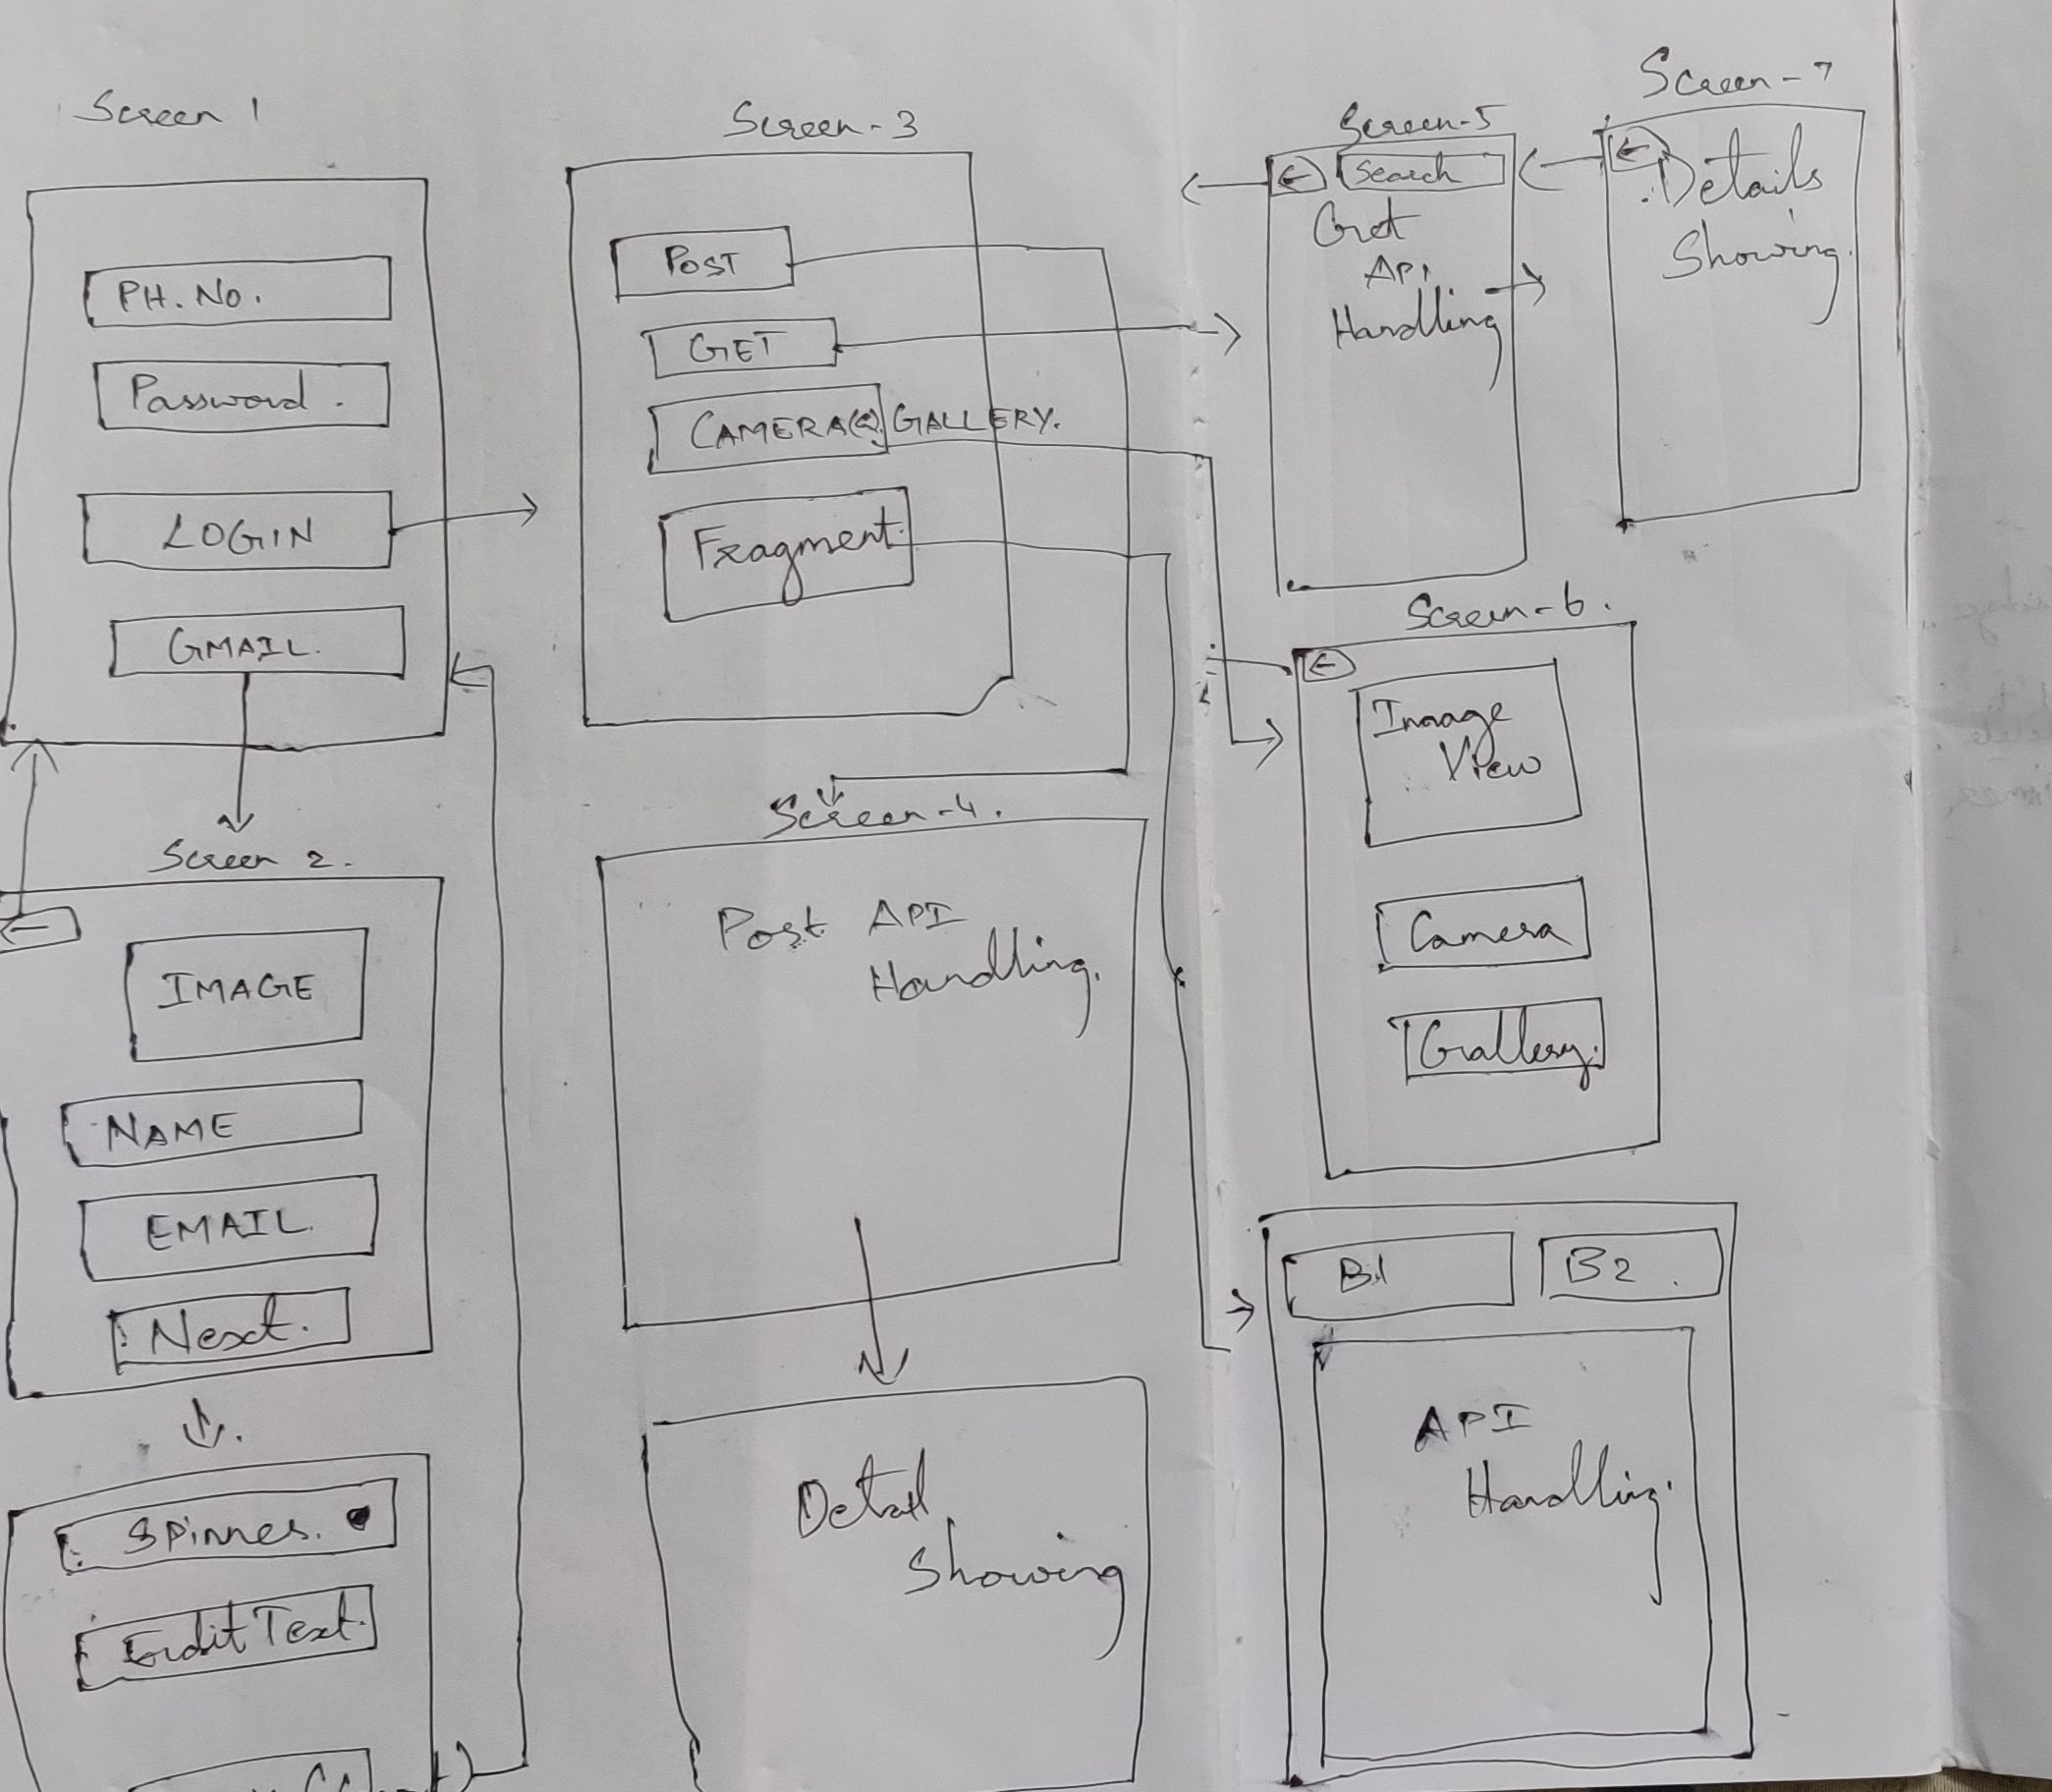 Screen 1
PH. No.
Password.
LOGIN
GMAIL.
Screen 2.
←
IMAGE
NAME
EMAIL.
Next.
Spinner.
Edit Text.
Screen-3
POST
GET
CAMERA(or) GALLERY.
Fragment.
Screen-4.
Post API
Handling.
Detail
Showing
Screen-5
← Search
Get
API
Handling
Screen-7
← Details
Showing.
Screen-6.
←
Image
View
Camera
Gallery.
B1 B2.
API
Handling.